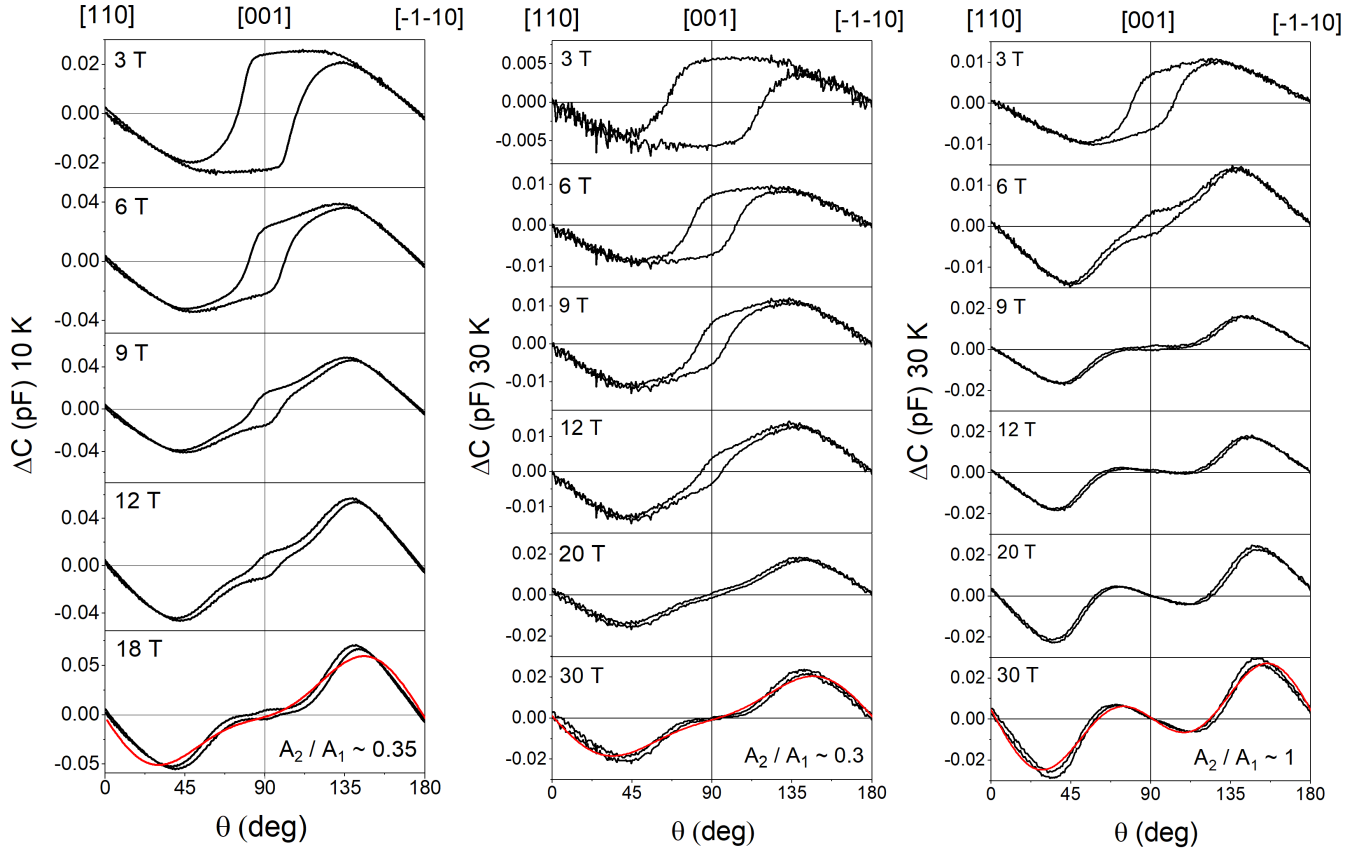 [110] [001] [-1-10]
3 T
0.02
0.00
-0.02
6 T
0.04
0.00
-0.04
9 T
0.04
0.00
-0.04
12 T
0.04
0.00
-0.04
18 T
0.05
0.00
-0.05
A2 / A1 ~ 0.35
0 45 90 135 180
θ (deg)
ΔC (pF) 10 K
[110] [001] [-1-10]
3 T
0.005
0.000
-0.005
6 T
0.01
0.00
-0.01
9 T
0.01
0.00
-0.01
12 T
0.01
0.00
-0.01
20 T
0.02
0.00
-0.02
30 T
0.02
0.00
-0.02
A2 / A1 ~ 0.3
0 45 90 135 180
θ (deg)
ΔC (pF) 30 K
[110] [001] [-1-10]
3 T
0.01
0.00
-0.01
6 T
0.01
0.00
-0.01
9 T
0.02
0.00
-0.02
12 T
0.02
0.00
-0.02
20 T
0.02
0.00
-0.02
30 T
0.02
0.00
-0.02
A2 / A1 ~ 1
0 45 90 135 180
θ (deg)
ΔC (pF) 30 K